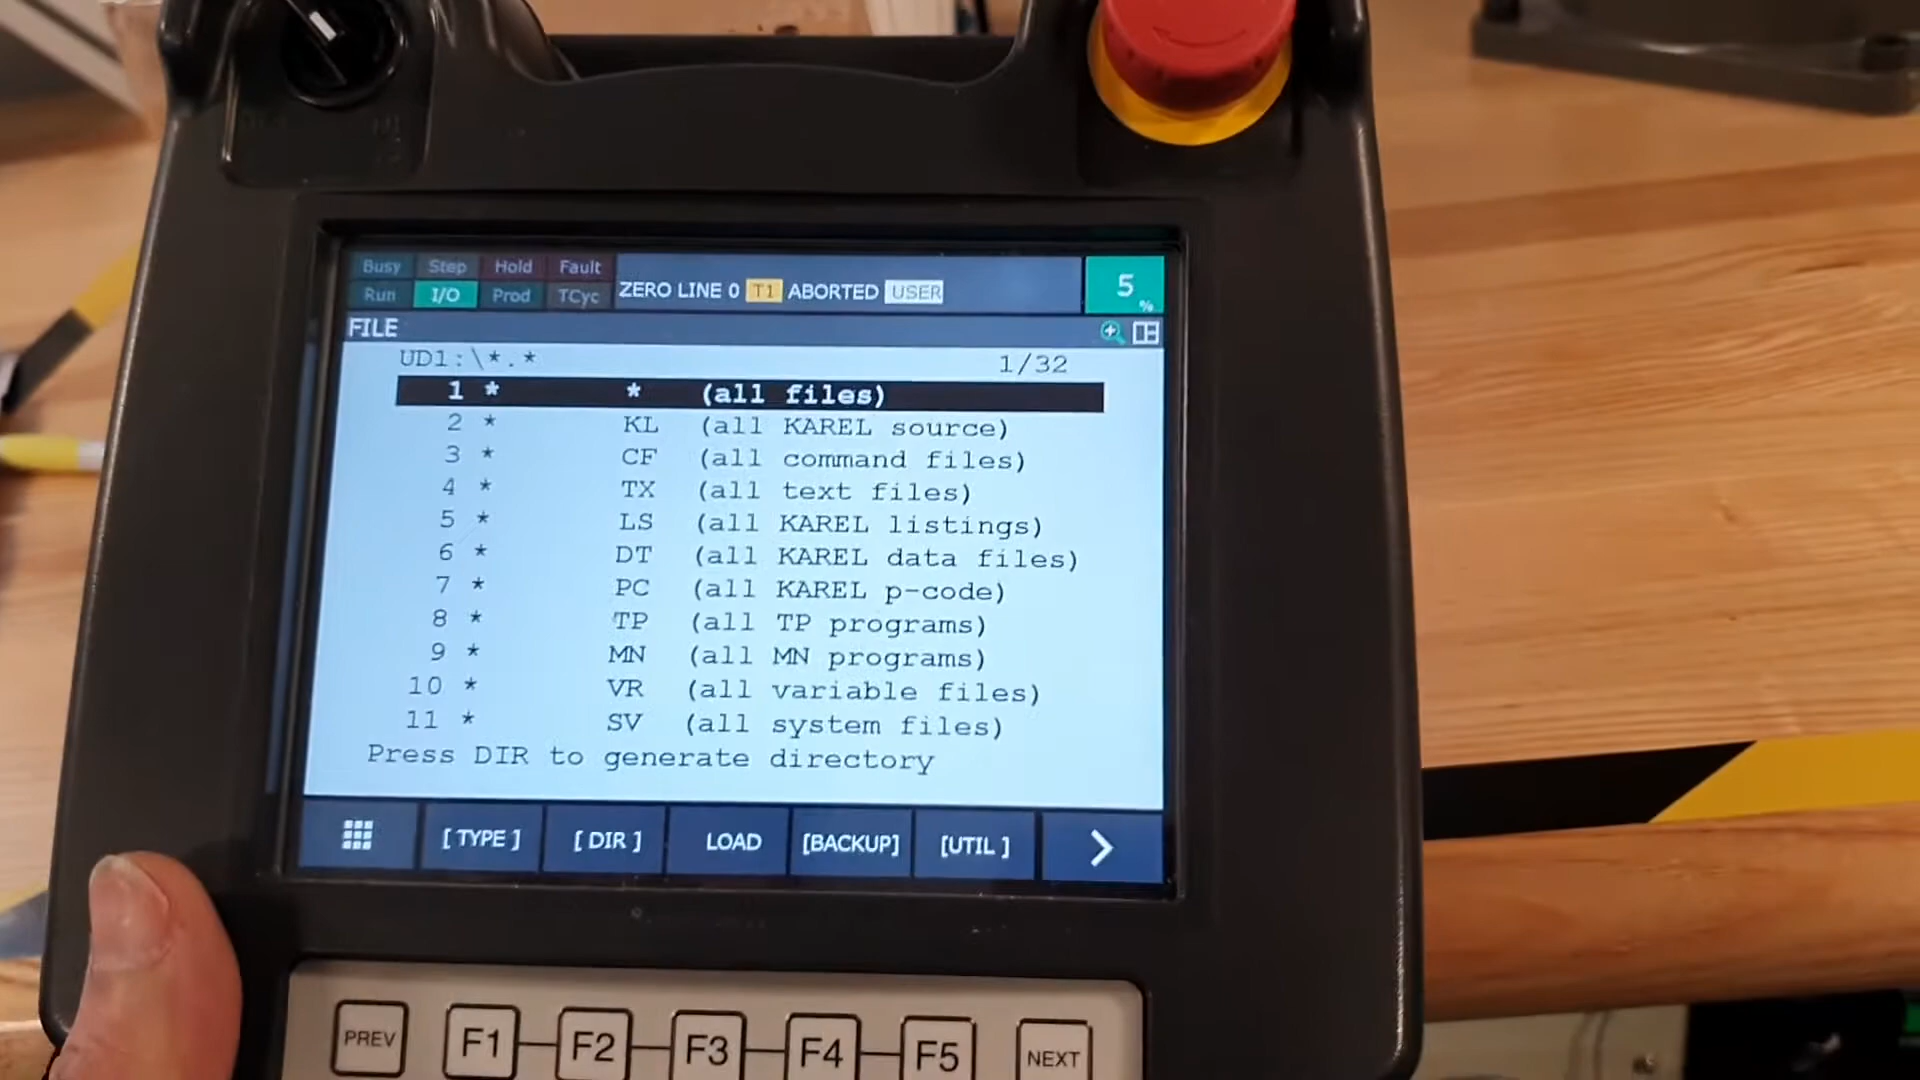 Busy Step Hold Fault
Run I/O Prod TCyc
ZERO LINE 0 T1 ABORTED USER
5 %
FILE
UD1:\*.* 1/32
1 * * (all files)
2 * KL (all KAREL source)
3 * CF (all command files)
4 * TX (all text files)
5 * LS (all KAREL listings)
6 * DT (all KAREL data files)
7 * PC (all KAREL p-code)
8 * TP (all TP programs)
9 * MN (all MN programs)
10 * VR (all variable files)
11 * SV (all system files)
Press DIR to generate directory
[ TYPE ] [ DIR ] LOAD [BACKUP] [UTIL ] >
PREV F1 F2 F3 F4 F5 NEXT